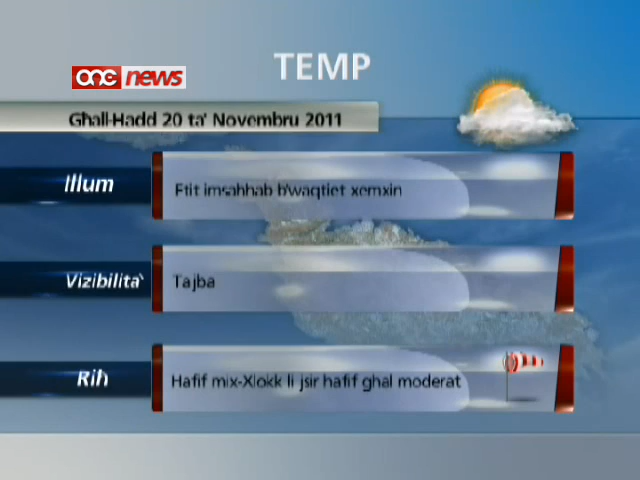 TEMP
one news
Għall-Ħadd 20 ta' Novembru 2011
Illum
Ftit imsaħħab b'waqtiet xemxin
Viżibilita`
Tajba
Riħ
Ħafif mix-Xlokk li jsir ħafif għal moderat